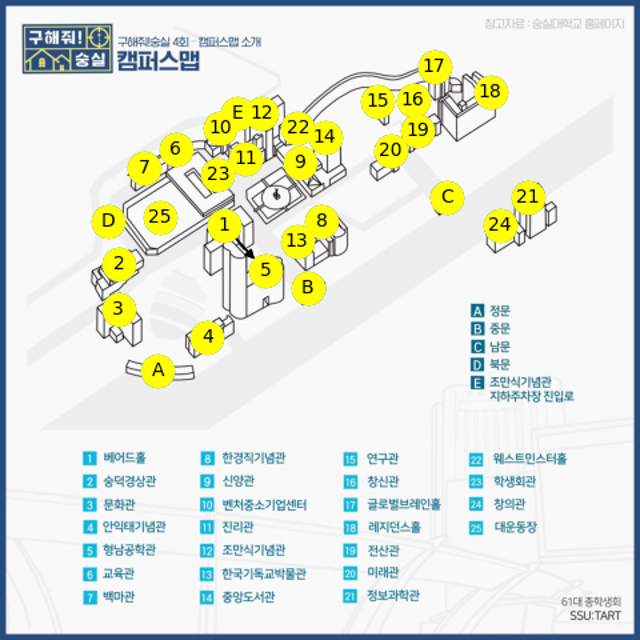 참고자료 : 숭실대학교 홈페이지
구해줘!
숭실
구해줘!숭실 4회 - 캠퍼스맵 소개
캠퍼스맵
17
18
15
16
E
12
10
22
14
19
6
11
9
20
7
23
C
21
D
25
1
8
24
13
2
5
B
3
4
A
A 정문
B 중문
C 남문
D 북문
E 조만식기념관
지하주차장 진입로
1 베어드홀
2 숭덕경상관
3 문화관
4 안익태기념관
5 형남공학관
6 교육관
7 백마관
8 한경직기념관
9 신양관
10 벤처중소기업센터
11 진리관
12 조만식기념관
13 한국기독교박물관
14 중앙도서관
15 연구관
16 창신관
17 글로벌브레인홀
18 레지던스홀
19 전산관
20 미래관
21 정보과학관
22 웨스트민스터홀
23 학생회관
24 창의관
25 대운동장
61대 총학생회
SSU:TART